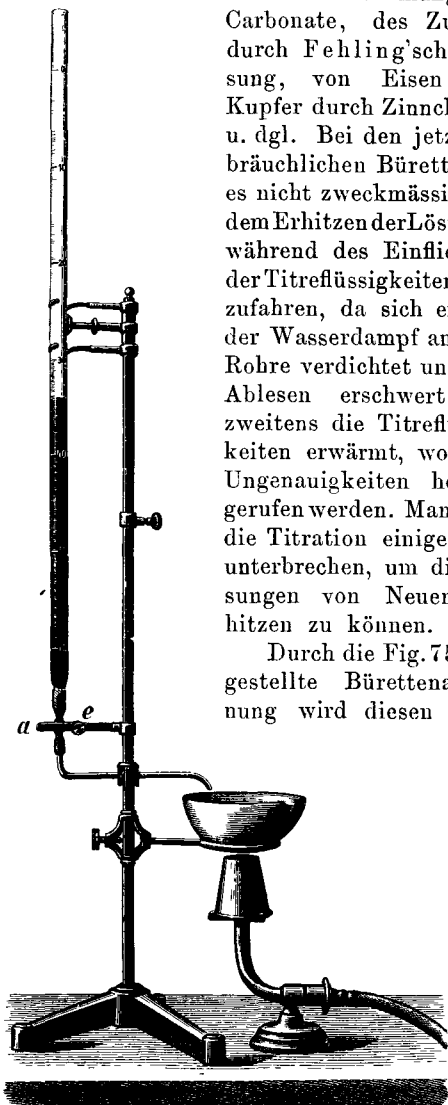 Carbonate, des Zu
durch Fehling'sch
sung, von Eisen
Kupfer durch Zinnch
u. dgl. Bei den jetz
bräuchlichen Bürett
es nicht zweckmässi
dem Erhitzen der Lös
während des Einflie
der Titreflüssigkeiten
zufahren, da sich e
der Wasserdampf an
Rohre verdichtet un
Ablesen erschwert
zweitens die Titrefl
keiten erwärmt, wo
Ungenauigkeiten he
gerufen werden. Man
die Titration einige
unterbrechen, um di
sungen von Neuen
hitzen zu können.
Durch die Fig. 75
gestellte Bürettena
nung wird diesen
a e